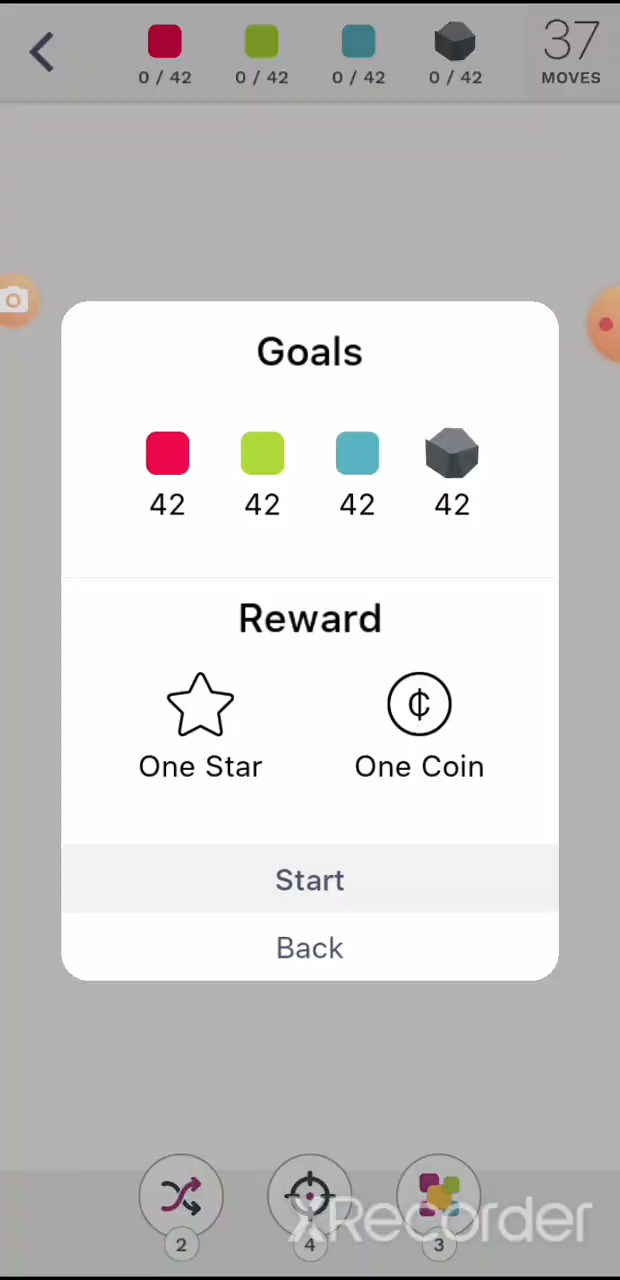 37
0 / 42 0 / 42 0 / 42 0 / 42 MOVES
Goals
42 42 42 42
Reward
¢
One Star One Coin
Start
Back
XRecorder
2 4 3